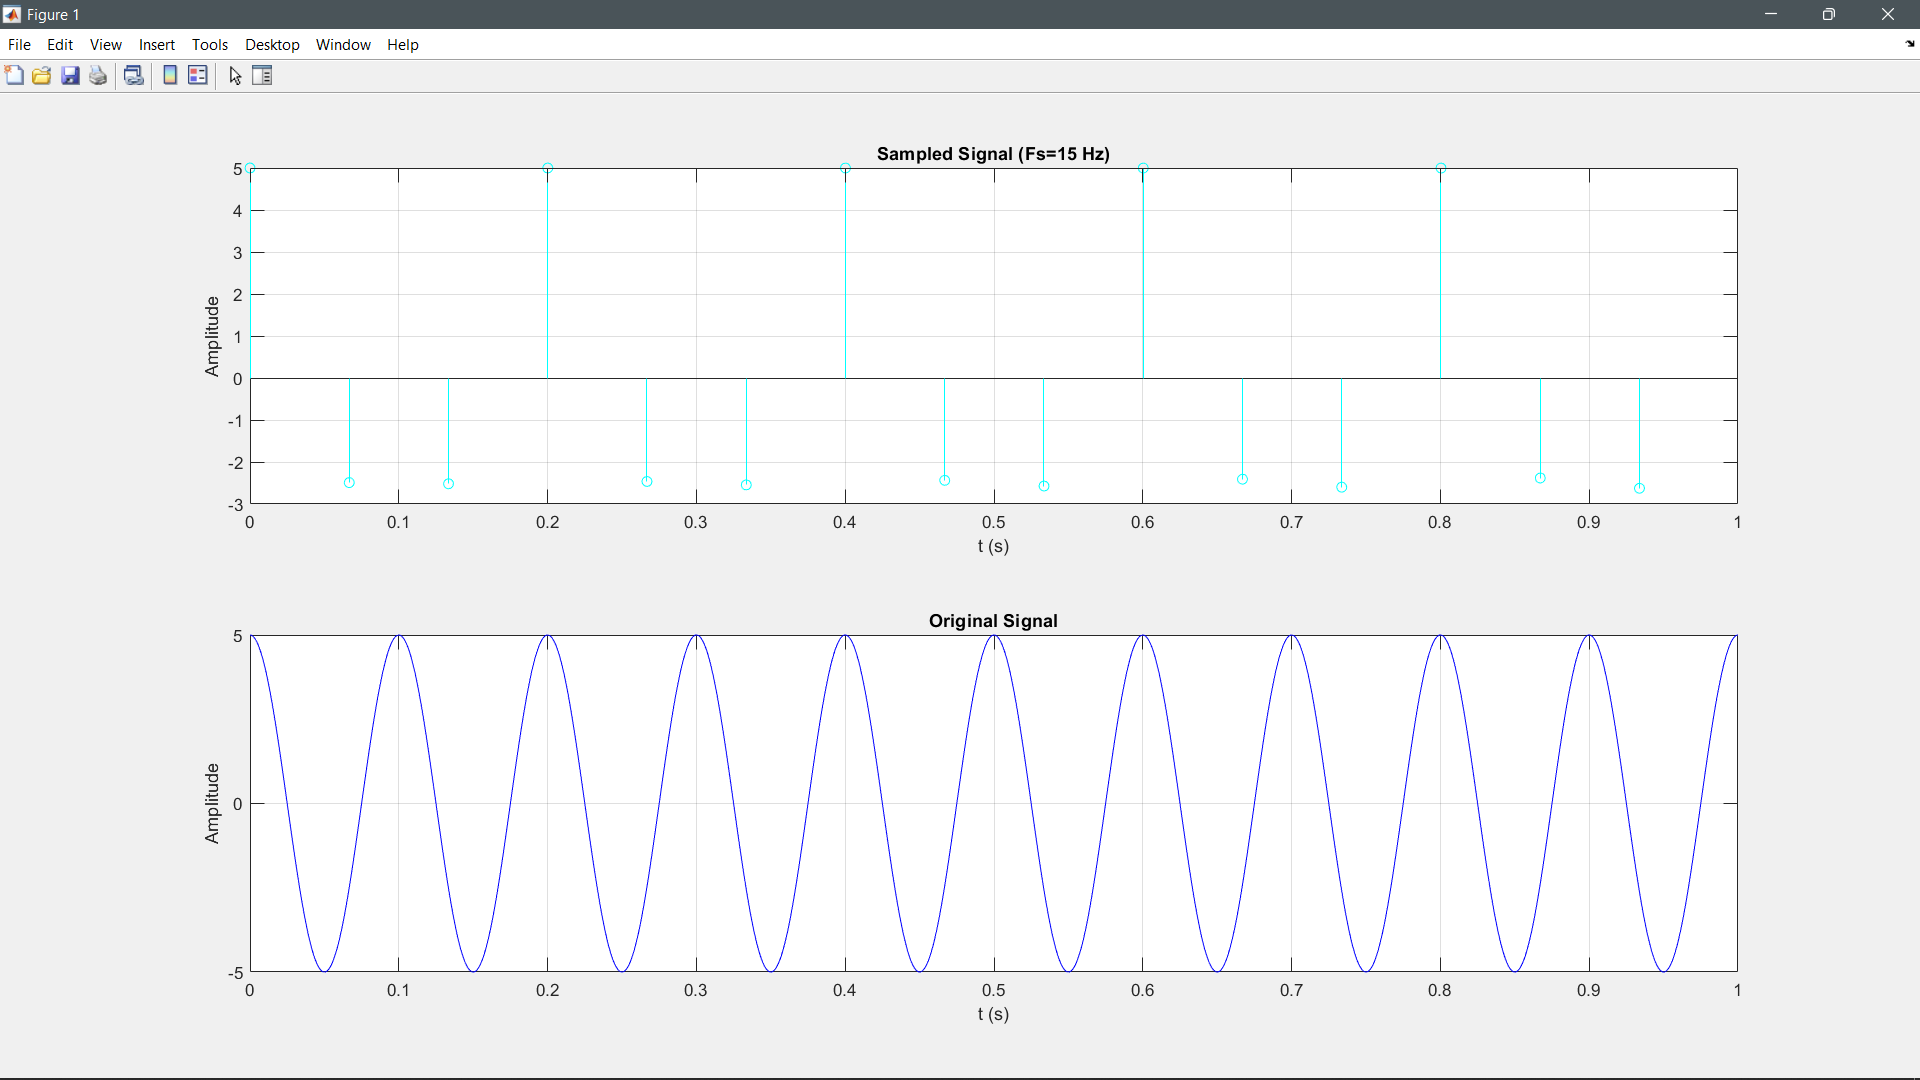 Figure 1
File Edit View Insert Tools Desktop Window Help
Sampled Signal (Fs=15 Hz)
5
4
3
2
1
0
-1
-2
-3
Amplitude
0 0.1 0.2 0.3 0.4 0.5 0.6 0.7 0.8 0.9 1
t (s)
Original Signal
5
0
-5
Amplitude
0 0.1 0.2 0.3 0.4 0.5 0.6 0.7 0.8 0.9 1
t (s)